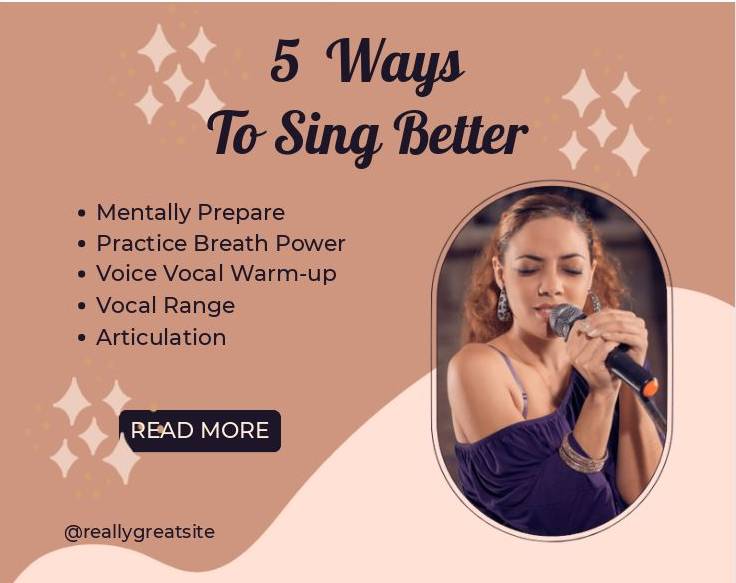 5 Ways
To Sing Better
• Mentally Prepare
• Practice Breath Power
• Voice Vocal Warm-up
• Vocal Range
• Articulation
READ MORE
@reallygreatsite